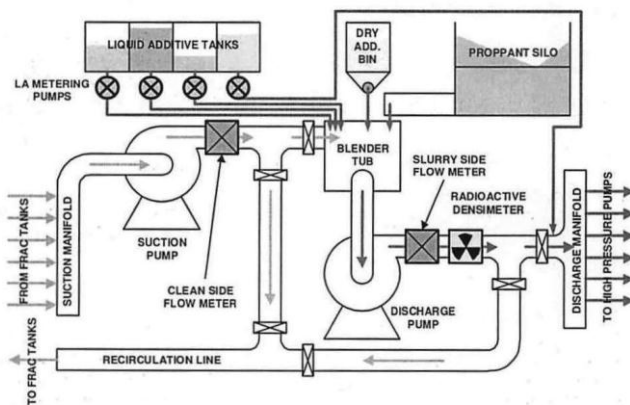 LIQUID ADDITIVE TANKS
DRY
ADD.
BIN
PROPPANT SILO
LA METERING
PUMPS
BLENDER
TUB
SLURRY SIDE
FLOW METER
RADIOACTIVE
DENSIMETER
FROM FRAC TANKS
SUCTION MANIFOLD
SUCTION
PUMP
CLEAN SIDE
FLOW METER
DISCHARGE
PUMP
DISCHARGE MANIFOLD
TO HIGH PRESSURE PUMPS
TO FRAC TANKS
RECIRCULATION LINE